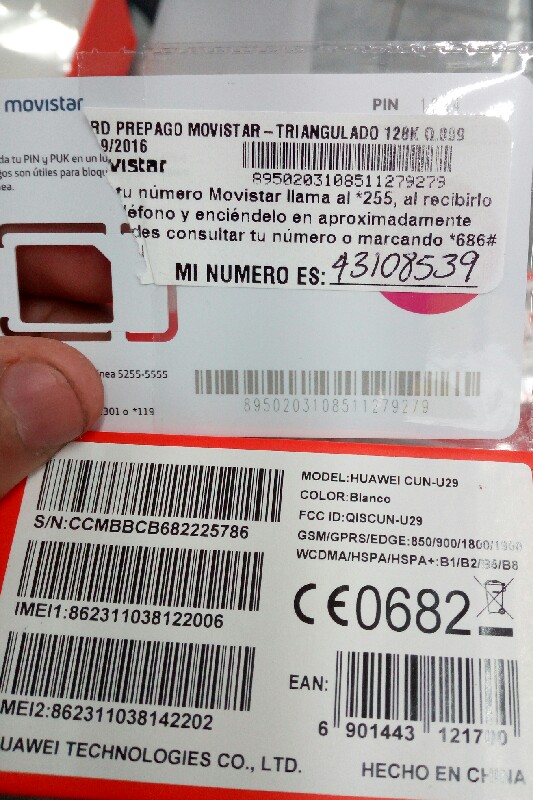 movistar
PIN
RD PREPAGO MOVISTAR-TRIANGULADO 128K 0.099
9/2016
da tu PIN y PUK en un lu
vistar
8950203108511279279
gos son útiles para bloqu
nea.
tu número Movistar llama al *255, al recibirlo
éfono y enciéndelo en aproximadamente
des consultar tu número o marcando *686#
MI NUMERO ES: 43108539
nea 5255-5555
8950203108511279279
301 o *119
MODEL:HUAWEI CUN-U29
COLOR:Blanco
FCC ID:QISCUN-U29
GSM/GPRS/EDGE:850/900/1800/1900
WCDMA/HSPA/HSPA+:B1/B2/B5/B8
S/N:CCMBBCB682225786
IMEI1:862311038122006
CE0682
MEI2:862311038142202
EAN:
6 901443 1217
UAWEI TECHNOLOGIES CO., LTD.
HECHO EN CHINA